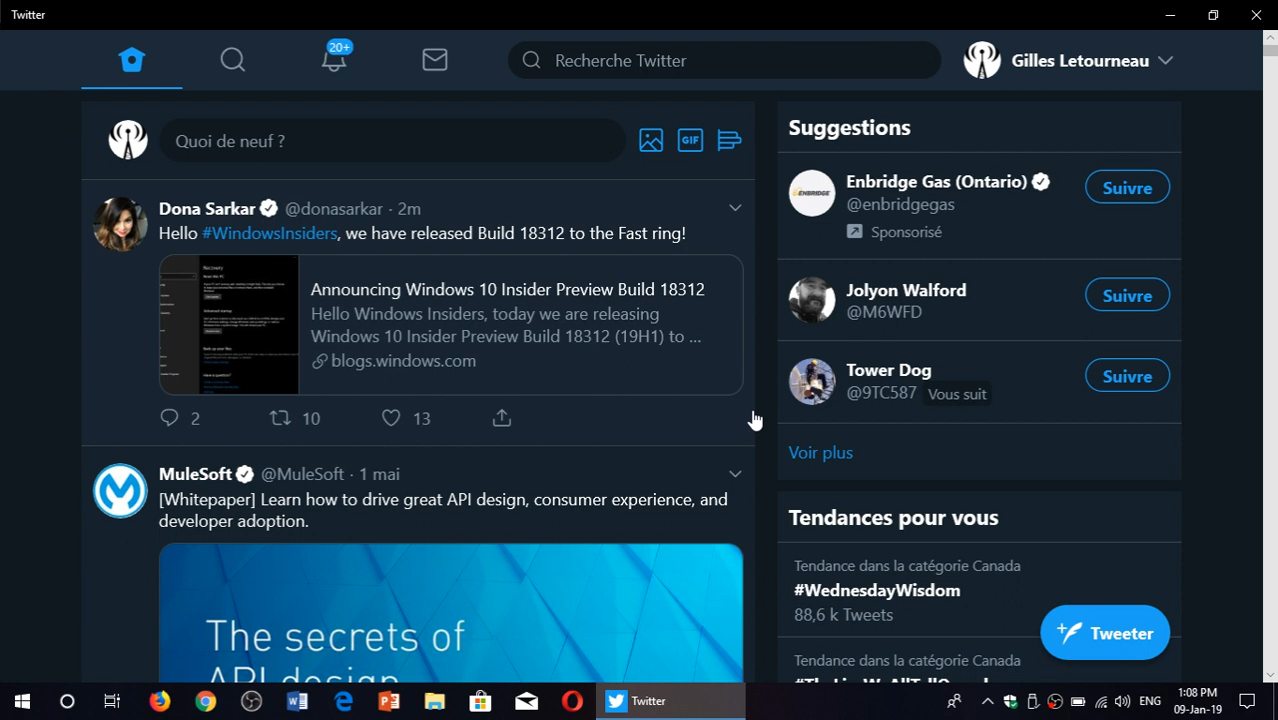 Twitter
20+
Recherche Twitter
Gilles Letourneau
Quoi de neuf ?
GIF
Dona Sarkar @donasarkar · 2m
Hello #WindowsInsiders, we have released Build 18312 to the Fast ring!
Announcing Windows 10 Insider Preview Build 18312
Hello Windows Insiders, today we are releasing
Windows 10 Insider Preview Build 18312 (19H1) to ...
blogs.windows.com
2 10 13
MuleSoft @MuleSoft · 1 mai
[Whitepaper] Learn how to drive great API design, consumer experience, and
developer adoption.
The secrets of
API design
Suggestions
ENBRIDGE
Enbridge Gas (Ontario)
@enbridgegas
Sponsorisé
Suivre
Jolyon Walford
@M6WFD
Suivre
Tower Dog
@9TC587 Vous suit
Suivre
Voir plus
Tendances pour vous
Tendance dans la catégorie Canada
#WednesdayWisdom
88,6 k Tweets
Tweeter
Tendance dans la catégorie Canada
Twitter
ENG
1:08 PM
09-Jan-19